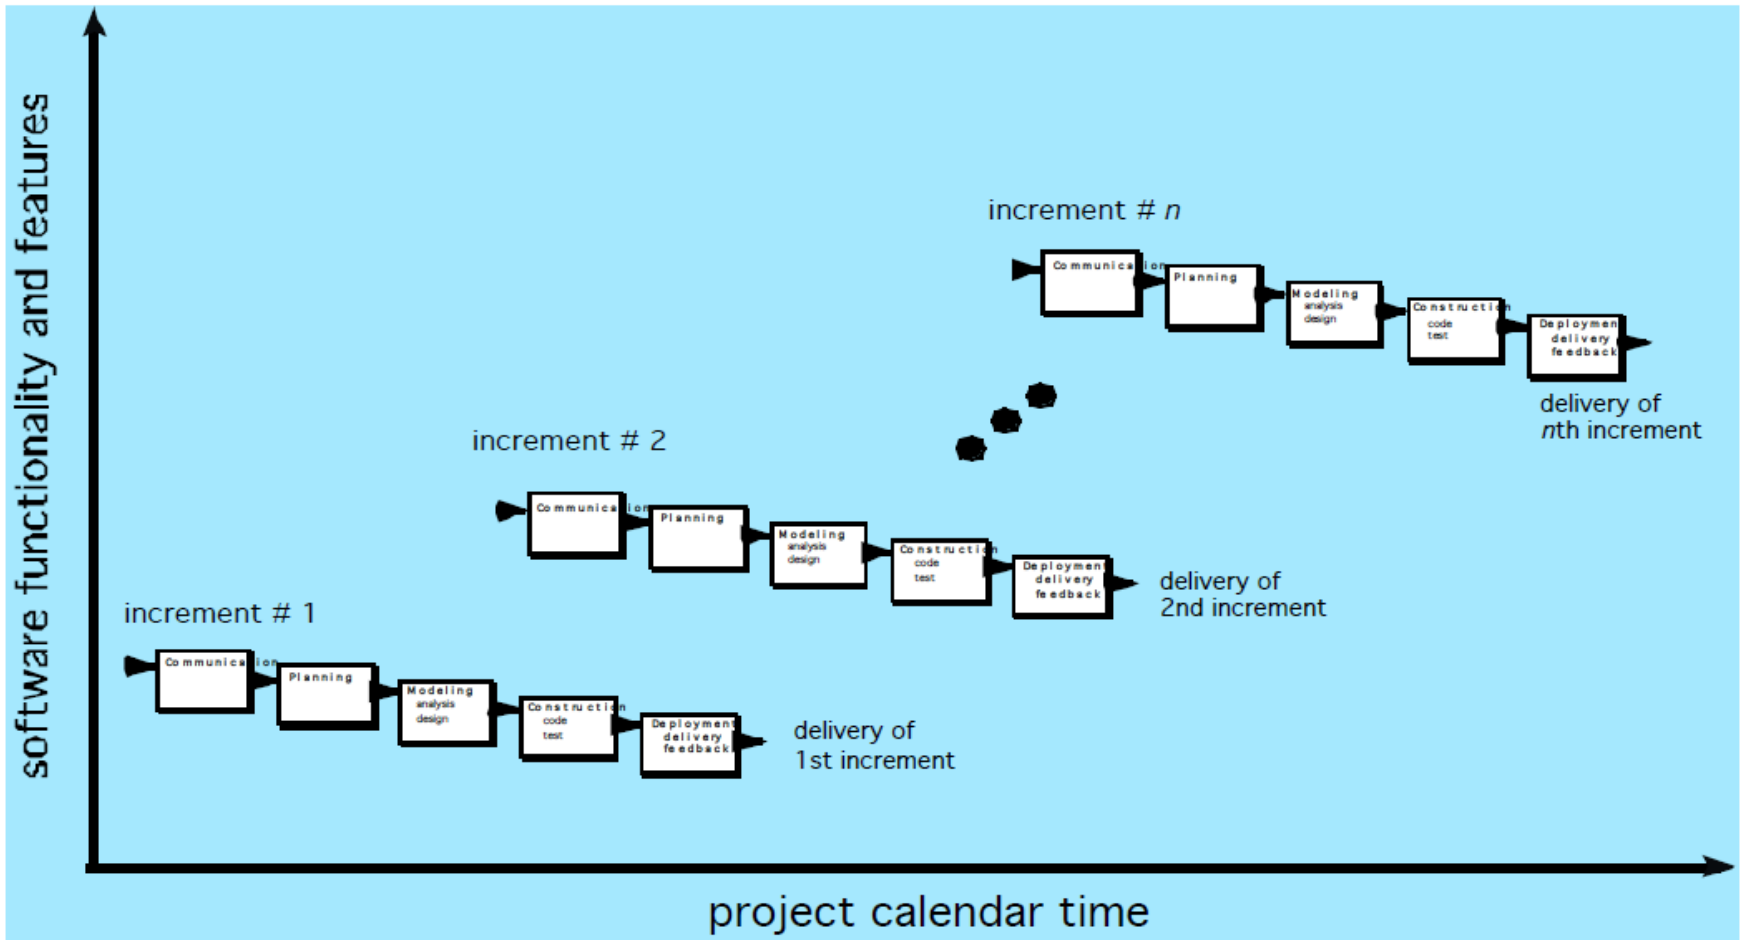 software functionality and features
increment # n
Communication
Planning
Modeling
analysis
design
Construction
code
test
Deployment
delivery
feedback
delivery of
nth increment
increment # 2
Communication
Planning
Modeling
analysis
design
Construction
code
test
Deployment
delivery
feedback
delivery of
2nd increment
increment # 1
Communication
Planning
Modeling
analysis
design
Construction
code
test
Deployment
delivery
feedback
delivery of
1st increment
project calendar time